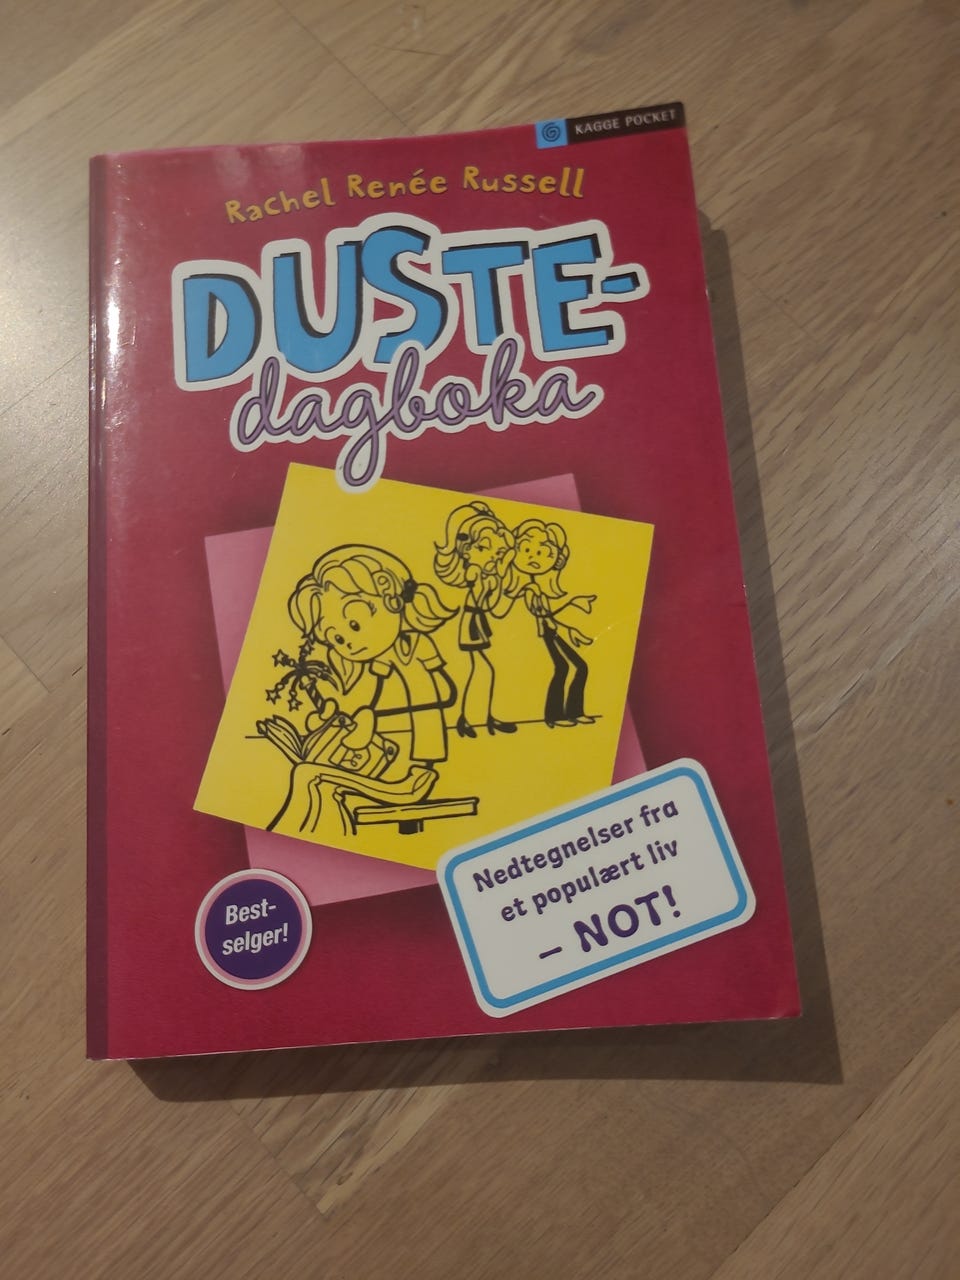 KAGGE POCKET
Rachel Renée Russell
DUSTE-
dagboka
Nedtegnelser fra
et populært liv
– NOT!
Best-
selger!